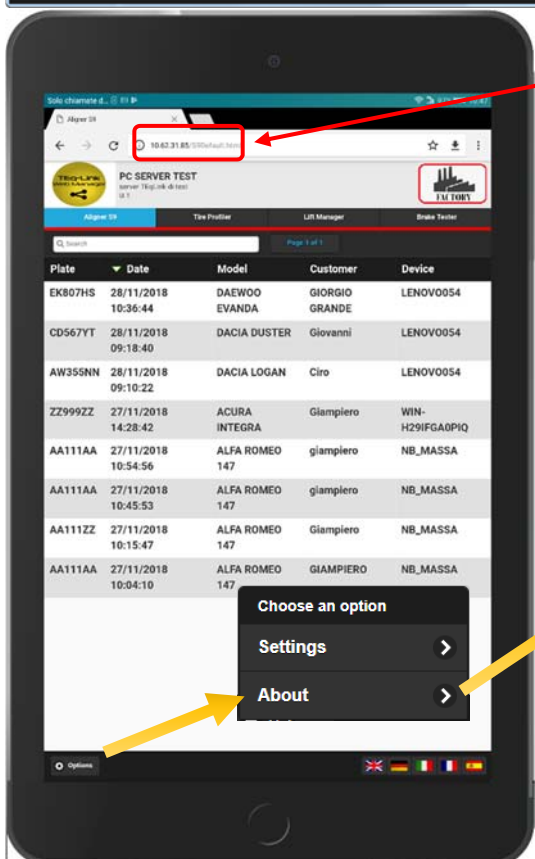 Solo chiamate d...
16:47
Aligner S9
10.62.31.85/S9Default.html
TEQ-Link
Web Manager
PC SERVER TEST
server TEqLink di test
FACTORY
Aligner S9
Tire Profiler
Lift Manager
Brake Tester
Search
Page 1 of 1
Plate Date Model Customer Device
EK807HS 28/11/2018 DAEWOO GIORGIO LENOVO054
10:36:44 EVANDA GRANDE
CD567YT 28/11/2018 DACIA DUSTER Giovanni LENOVO054
09:18:40
AW355NN 28/11/2018 DACIA LOGAN Ciro LENOVO054
09:10:22
ZZ999ZZ 27/11/2018 ACURA Giampiero WIN-
14:28:42 INTEGRA H29IFGA0PIQ
AA111AA 27/11/2018 ALFA ROMEO giampiero NB_MASSA
10:54:56 147
AA111AA 27/11/2018 ALFA ROMEO giampiero NB_MASSA
10:45:53 147
AA111ZZ 27/11/2018 ALFA ROMEO Giampiero NB_MASSA
10:15:47 147
AA111AA 27/11/2018 ALFA ROMEO GIAMPIERO NB_MASSA
10:04:10 147
Choose an option
Settings
About
Options